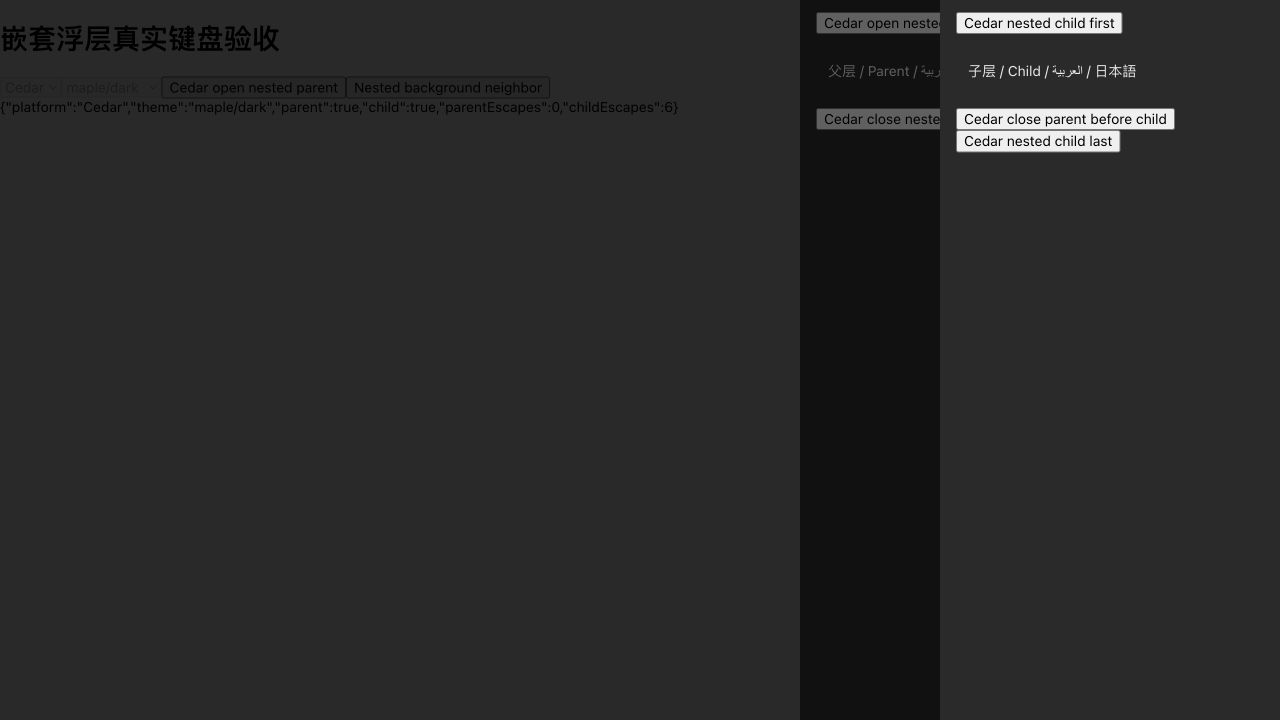 嵌套浮层真实键盘验收
Cedar maple/dark Cedar open nested parent Nested background neighbor
{"platform":"Cedar","theme":"maple/dark","parent":true,"child":true,"parentEscapes":0,"childEscapes":6}
Cedar open neste
父层 / Parent /
Cedar close neste
Cedar nested child first
子层 / Child / العربية / 日本語
Cedar close parent before child
Cedar nested child last